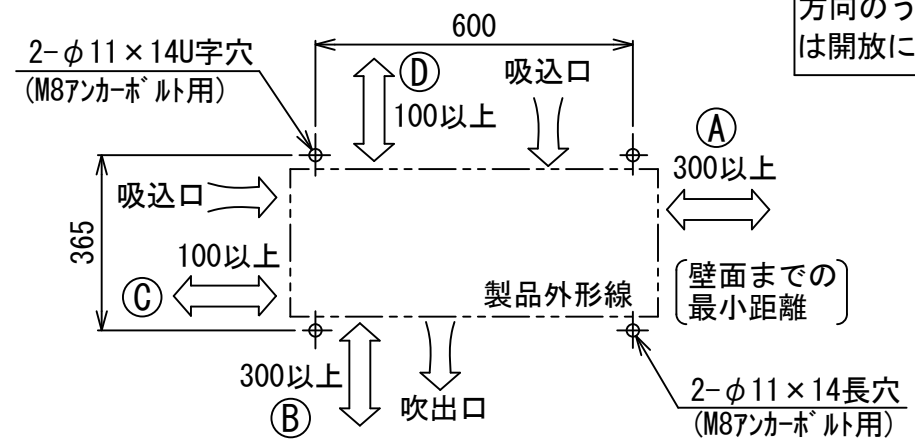 方向のう
は開放に
600
2-φ11×14U字穴
(M8アンカーボルト用)
Ⓓ
100以上
吸込口
Ⓐ
300以上
吸込口
365
100以上
Ⓒ
製品外形線
壁面までの
最小距離
300以上
Ⓑ
吹出口
2-φ11×14長穴
(M8アンカーボルト用)